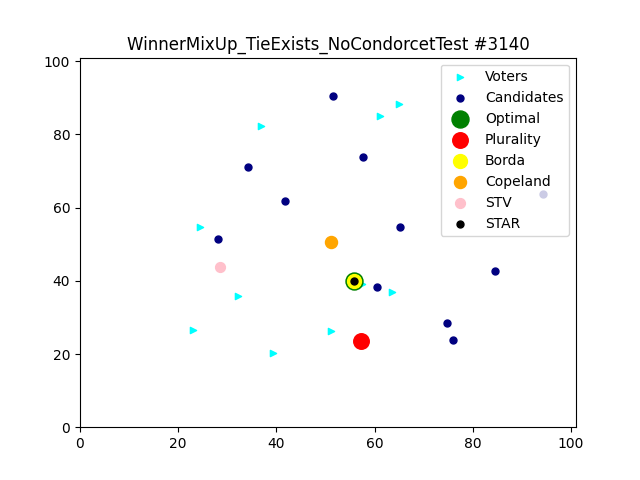 WinnerMixUp_TieExists_NoCondorcetTest #3140
Voters
Candidates
Optimal
Plurality
Borda
Copeland
STV
STAR
100
80
60
40
20
0
0 20 40 60 80 100